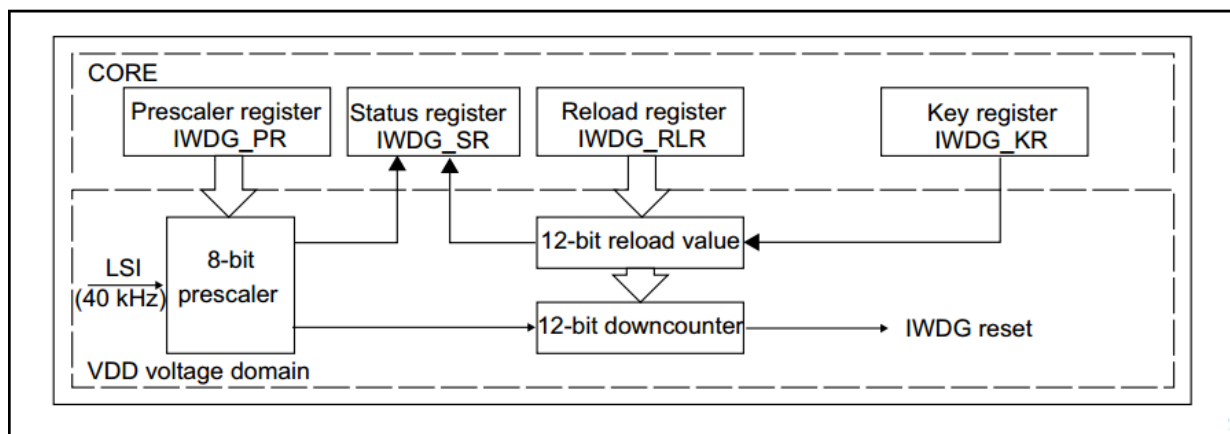 CORE
Prescaler register
IWDG_PR
Status register
IWDG_SR
Reload register
IWDG_RLR
Key register
IWDG_KR
LSI
(40 kHz)
8-bit
prescaler
12-bit reload value
12-bit downcounter
IWDG reset
VDD voltage domain